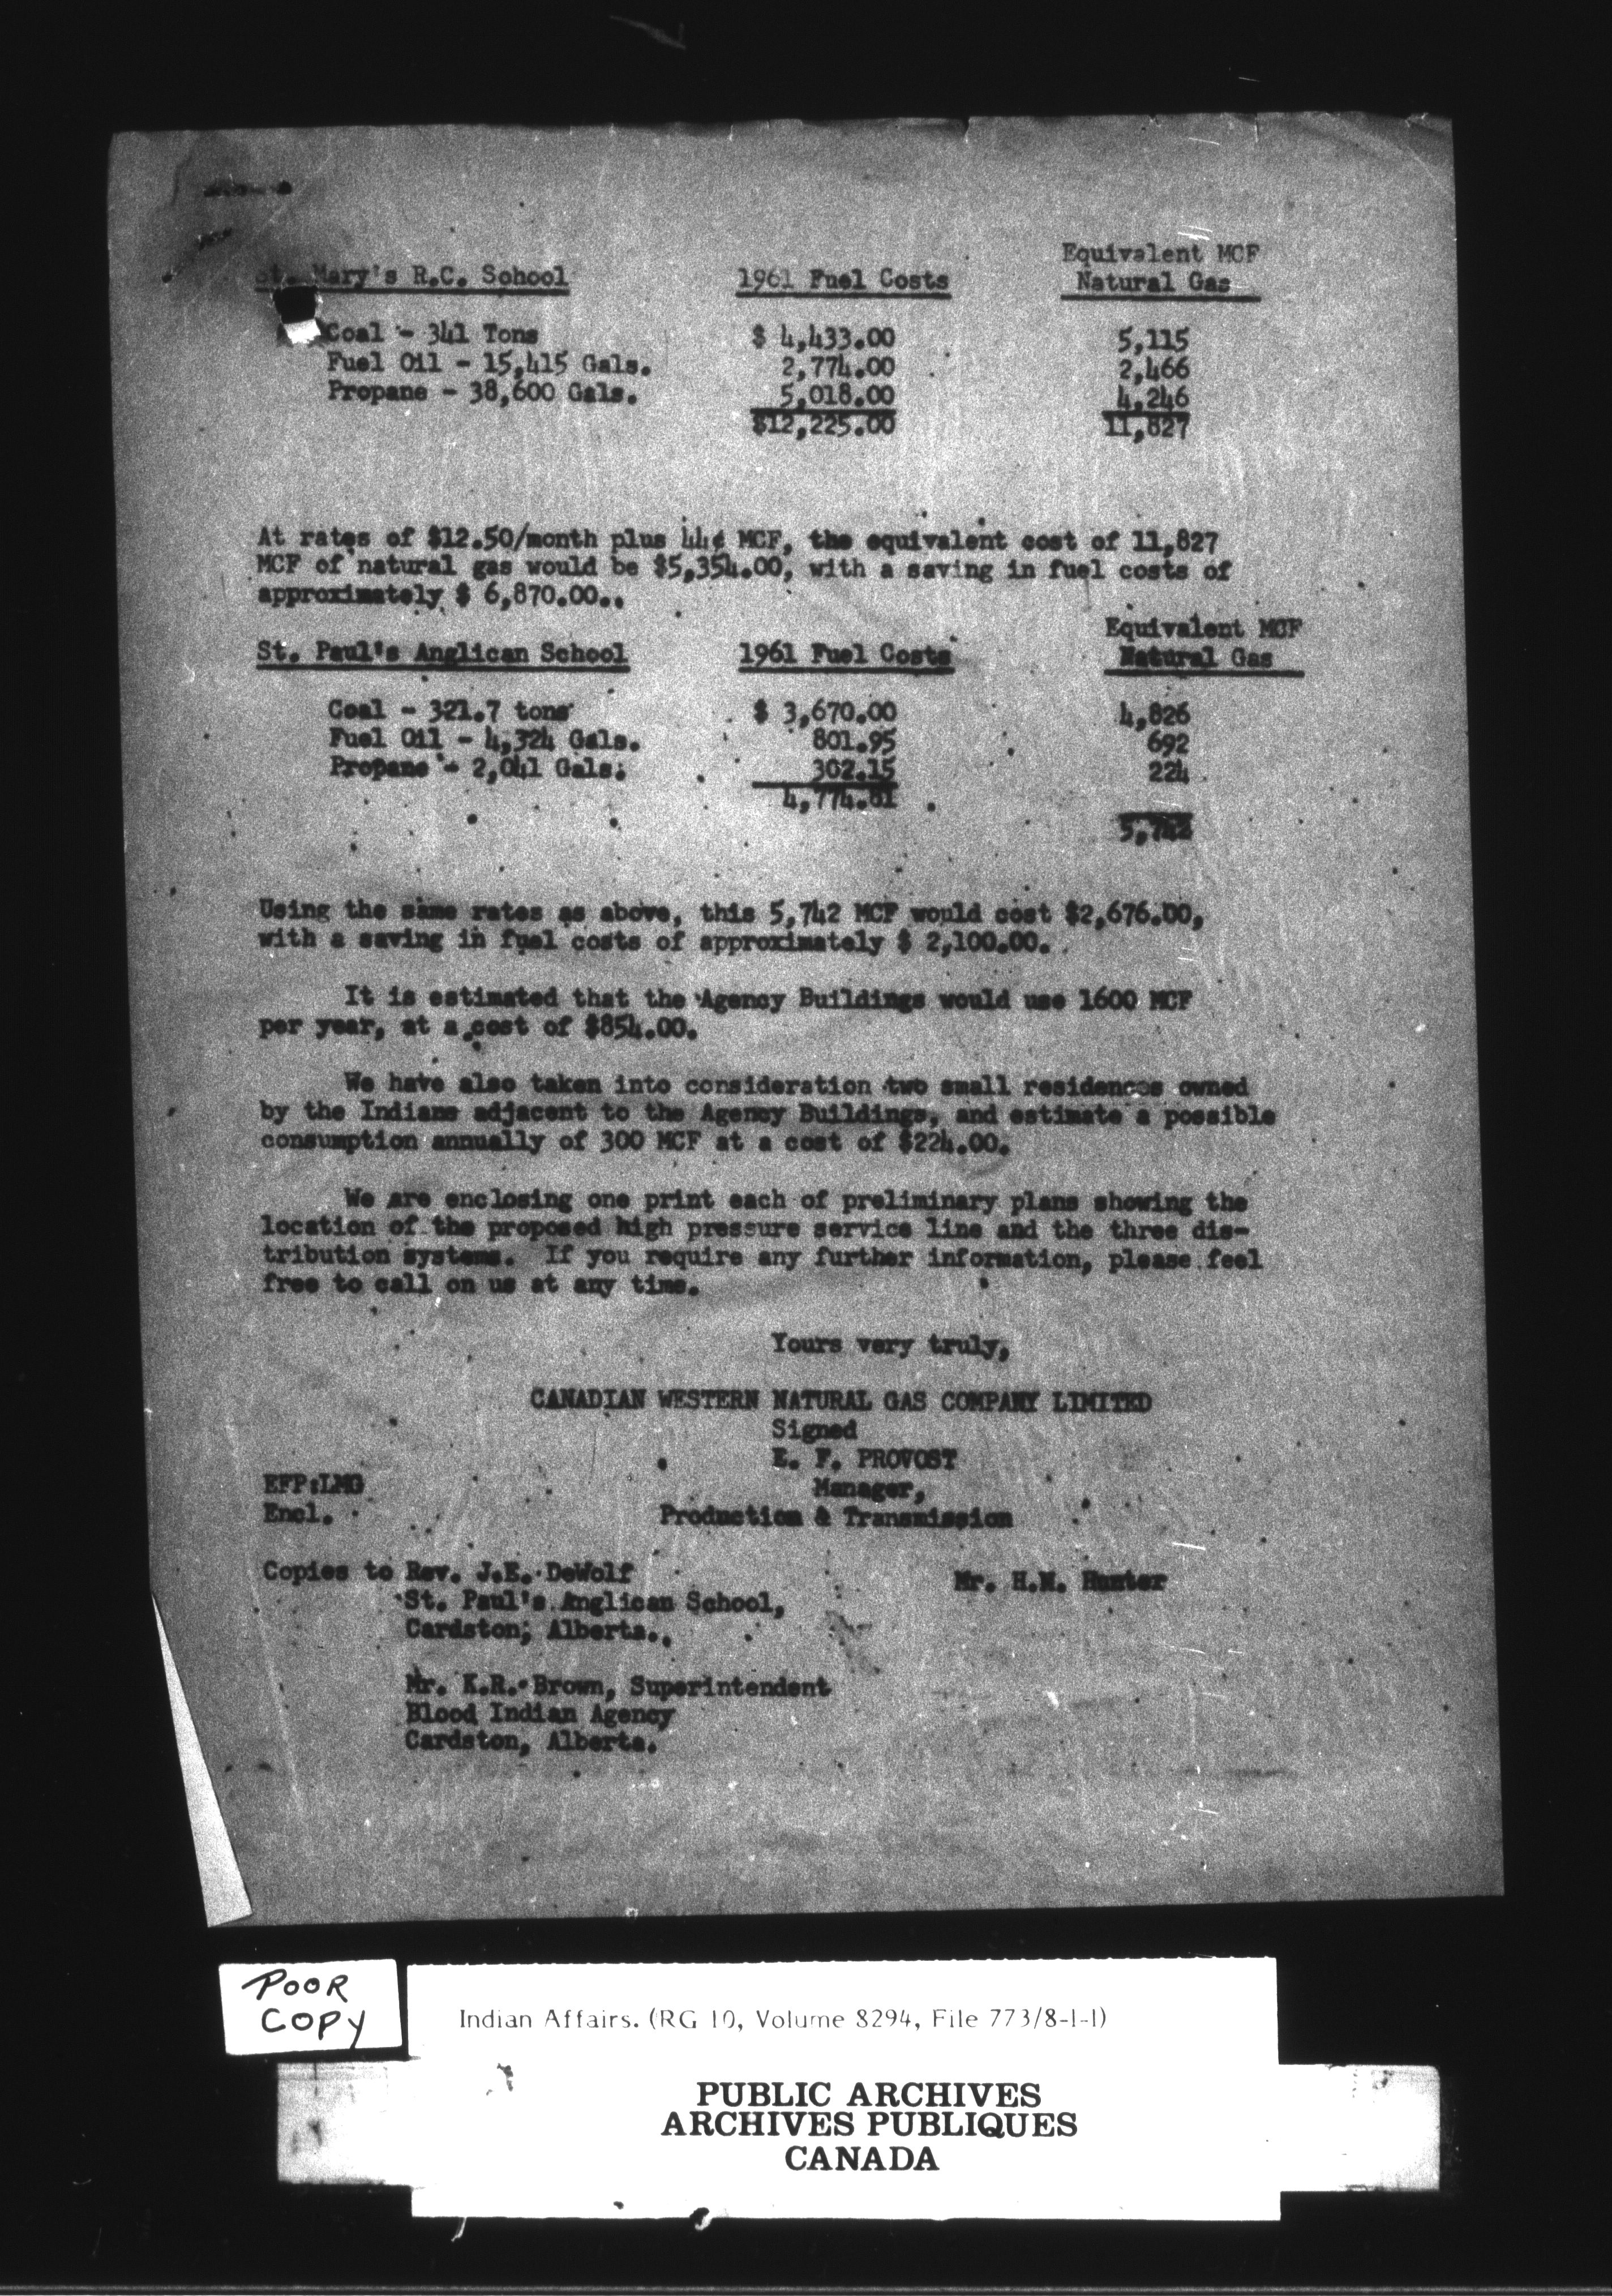 St. Mary's R.C. School 1961 Fuel Costs Equivalent MCF
Natural Gas
Coal - 341 Tons $ 4,433.00 5,115
Fuel Oil - 15,415 Gals. 2,774.00 2,466
Propane - 38,600 Gals. 5,018.00 4,246
$12,225.00 11,827
At rates of $12.50/month plus 44¢ MCF, the equivalent cost of 11,827
MCF of natural gas would be $5,354.00, with a saving in fuel costs of
approximately $ 6,870.00..
St. Paul's Anglican School 1961 Fuel Costs Equivalent MCF
Natural Gas
Coal - 321.7 tons $ 3,670.00 4,826
Fuel Oil - 4,324 Gals. 801.95 692
Propane - 2,041 Gals. 302.15 224
4,774.81
5,742
Using the same rates as above, this 5,742 MCF would cost $2,676.00,
with a saving in fuel costs of approximately $ 2,100.00.
It is estimated that the Agency Buildings would use 1600 MCF
per year, at a cost of $854.00.
We have also taken into consideration two small residences owned
by the Indians adjacent to the Agency Buildings, and estimate a possible
consumption annually of 300 MCF at a cost of $224.00.
We are enclosing one print each of preliminary plans showing the
location of the proposed high pressure service line and the three dis-
tribution systems. If you require any further information, please feel
free to call on us at any time.
Yours very truly,
CANADIAN WESTERN NATURAL GAS COMPANY LIMITED
Signed
E. F. PROVOST
EFP:LMG Manager,
Encl. Production & Transmission
Copies to Rev. J.E. DeWolf Mr. H.N. Hunter
St. Paul's Anglican School,
Cardston, Alberta.
Mr. K.R. Brown, Superintendent
Blood Indian Agency
Cardston, Alberta.
POOR
COPY
Indian Affairs. (RG 10, Volume 8294, File 773/8-1-1)
PUBLIC ARCHIVES
ARCHIVES PUBLIQUES
CANADA